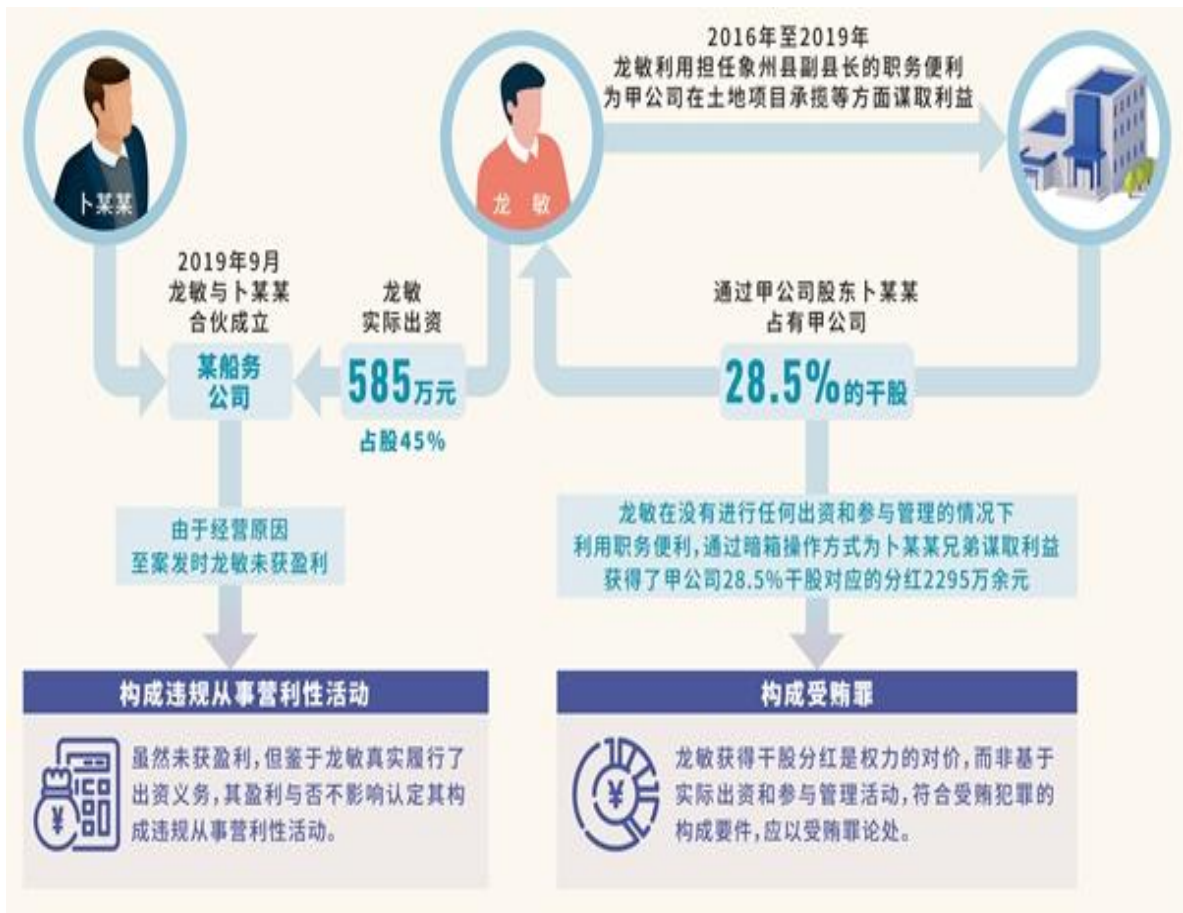 卜某某
龙 敏
2016年至2019年
龙敏利用担任象州县副县长的职务便利
为甲公司在土地项目承揽等方面谋取利益
2019年9月
龙敏与卜某某
合伙成立
某船务
公司
龙敏
实际出资
585万元
占股45%
通过甲公司股东卜某某
占有甲公司
28.5%的干股
由于经营原因
至案发时龙敏未获盈利
龙敏在没有进行任何出资和参与管理的情况下
利用职务便利,通过暗箱操作方式为卜某某兄弟谋取利益
获得了甲公司28.5%干股对应的分红2295万余元
构成违规从事营利性活动
虽然未获盈利,但鉴于龙敏真实履行了
出资义务,其盈利与否不影响认定其构
成违规从事营利性活动。
构成受贿罪
龙敏获得干股分红是权力的对价,而非基于
实际出资和参与管理活动,符合受贿犯罪的
构成要件,应以受贿罪论处。